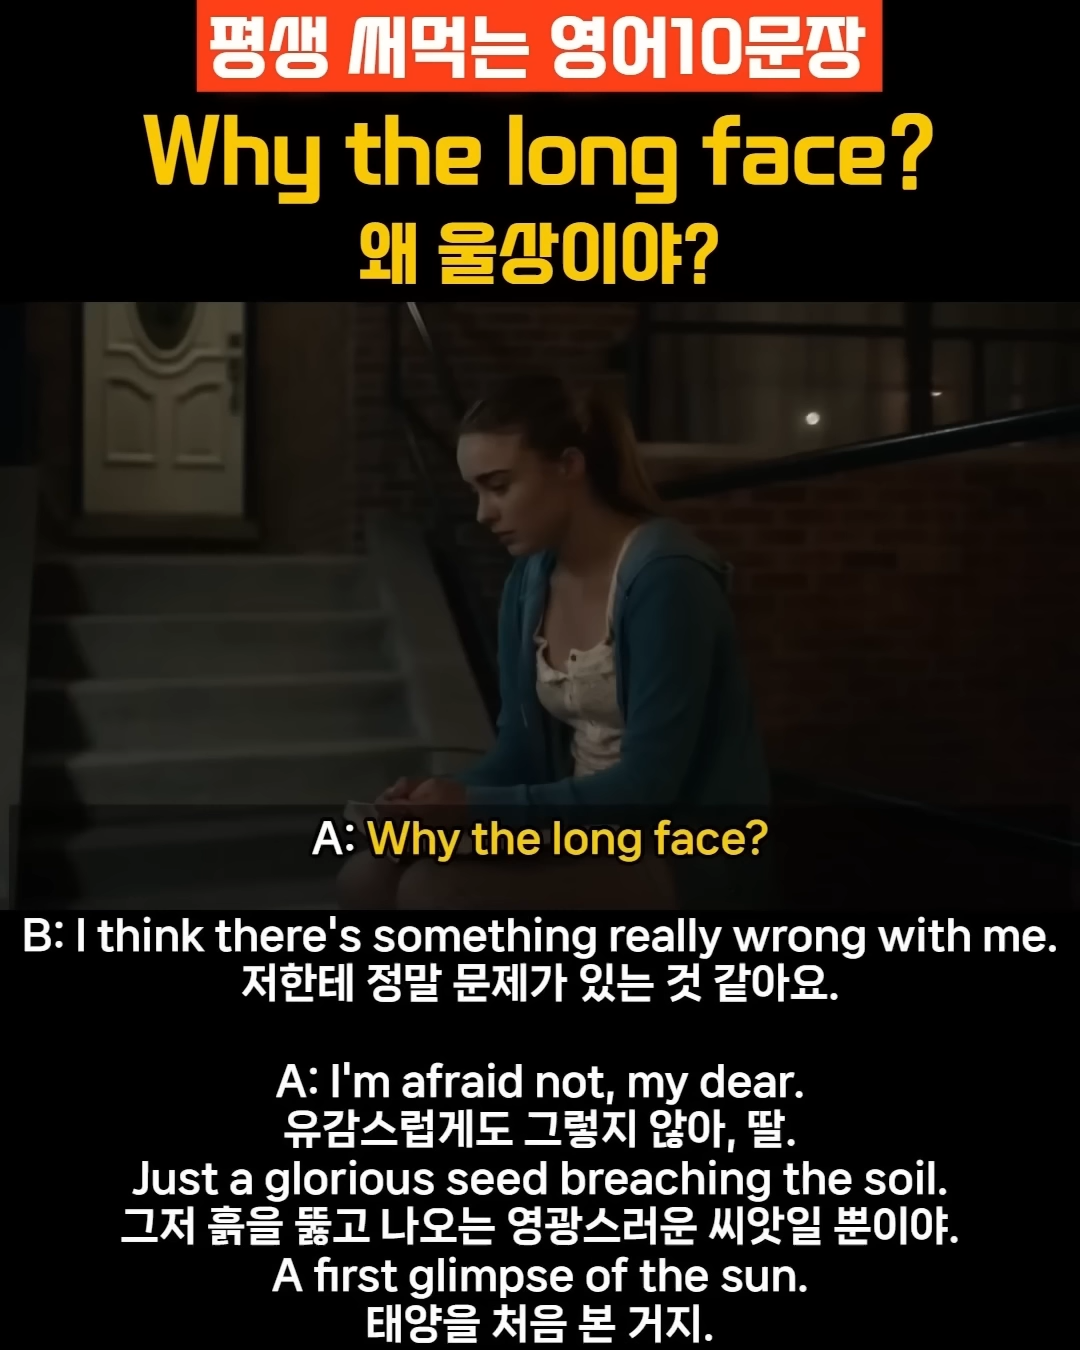 평생 써먹는 영어10문장
Why the long face?
왜 울상이야?
A: Why the long face?
B: I think there's something really wrong with me.
저한테 정말 문제가 있는 것 같아요.
A: I'm afraid not, my dear.
유감스럽게도 그렇지 않아, 딸.
Just a glorious seed breaching the soil.
그저 흙을 뚫고 나오는 영광스러운 씨앗일 뿐이야.
A first glimpse of the sun.
태양을 처음 본 거지.